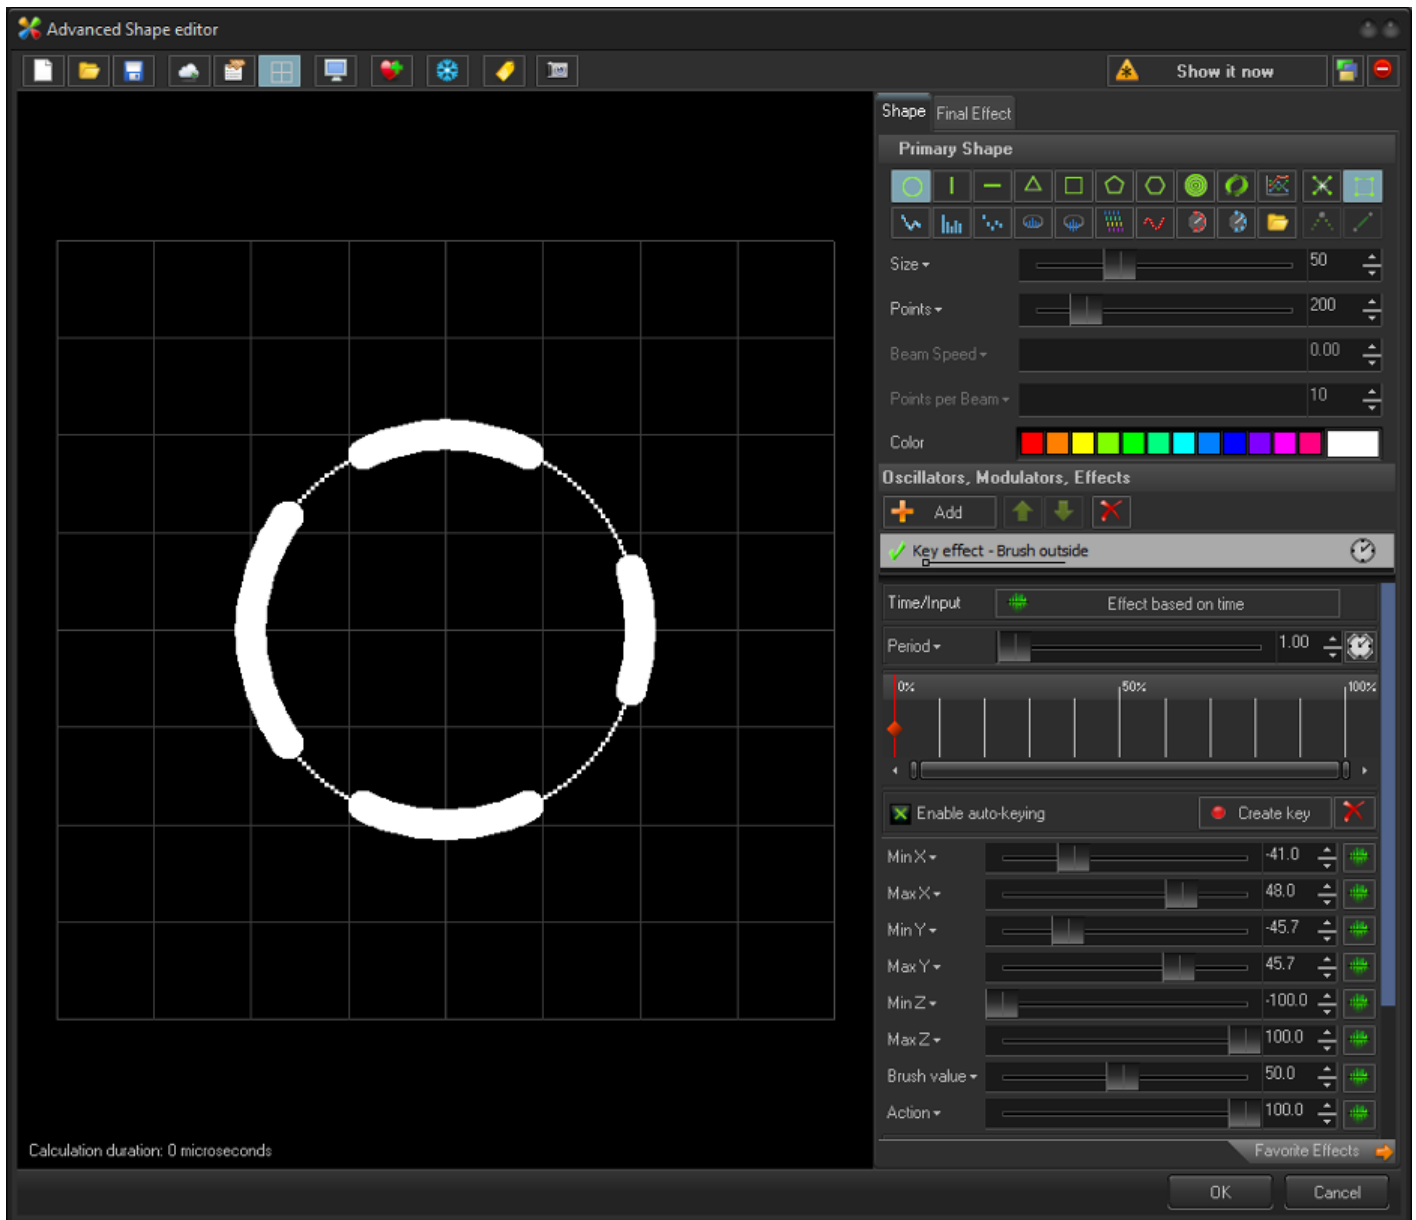 Advanced Shape editor
Show it now
Shape Final Effect
Primary Shape
Size 50
Points 200
Beam Speed 0.00
Points per Beam 10
Color
Oscillators, Modulators, Effects
Add
Key effect - Brush outside
Time/Input Effect based on time
Period 1.00
0% 50% 100%
Enable auto-keying Create key
Min X -41.0
Max X 48.0
Min Y -45.7
Max Y 45.7
Min Z -100.0
Max Z 100.0
Brush value 50.0
Action 100.0
Calculation duration: 0 microseconds
Favorite Effects
OK Cancel